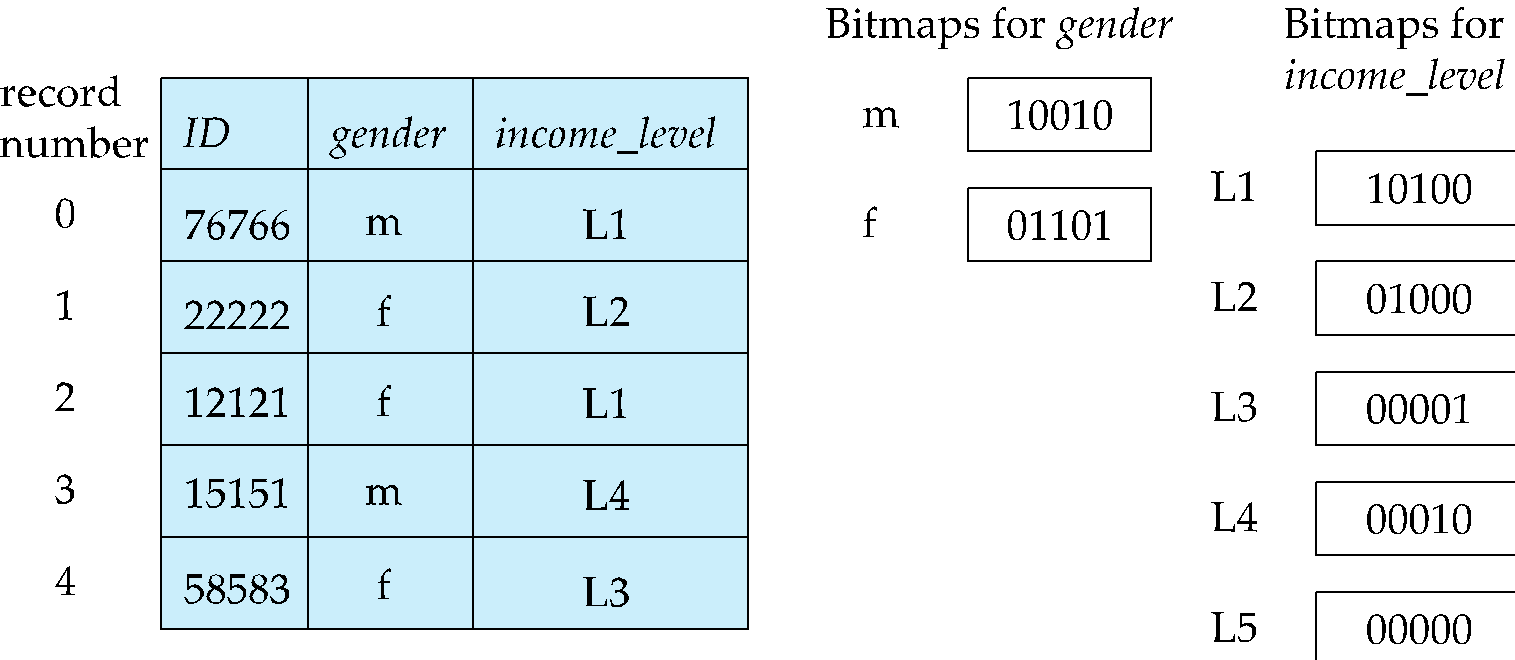 record
number
ID gender income_level
0 76766 m L1
1 22222 f L2
2 12121 f L1
3 15151 m L4
4 58583 f L3
Bitmaps for gender
m 10010
f 01101
Bitmaps for
income_level
L1 10100
L2 01000
L3 00001
L4 00010
L5 00000